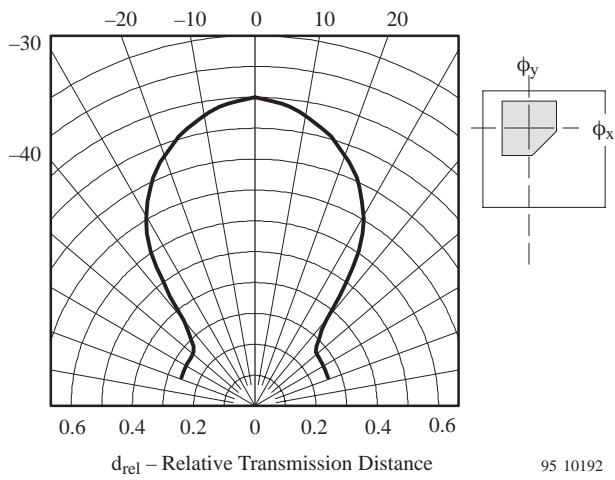 –20 –10 0 10 20
–30
–40
ϕy
ϕx
0.6 0.4 0.2 0 0.2 0.4 0.6
drel – Relative Transmission Distance
95 10192